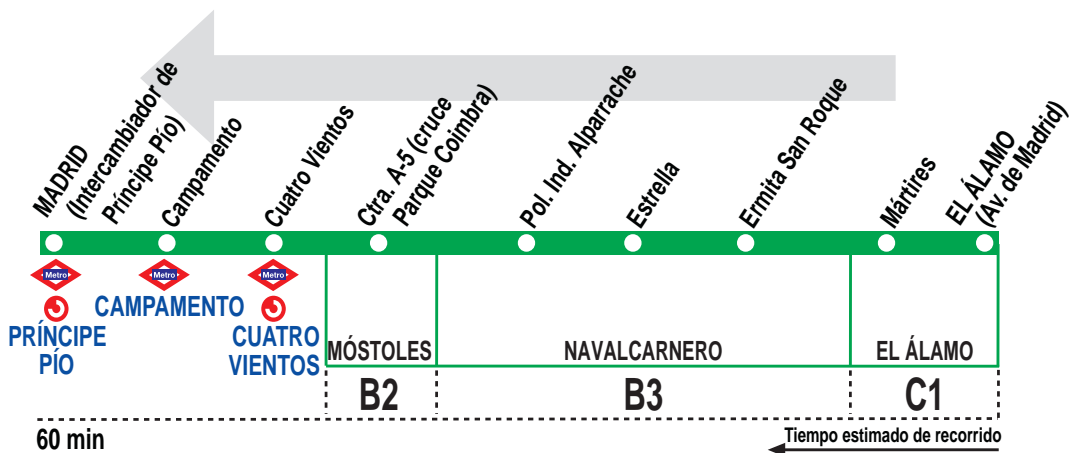 MADRID
(Intercambiador de
Príncipe Pío)
Campamento
Cuatro Vientos
Ctra. A-5 (cruce
Parque Coimbra)
Pol. Ind. Alparrache
Estrella
Ermita San Roque
Mártires
EL ÁLAMO
(Av. de Madrid)
Metro
Metro
Metro
PRÍNCIPE
PÍO
CAMPAMENTO
CUATRO
VIENTOS
MÓSTOLES
NAVALCARNERO
EL ÁLAMO
B2
B3
C1
60 min
Tiempo estimado de recorrido